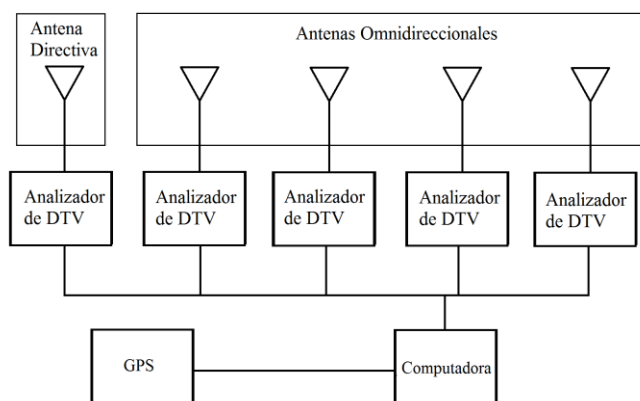 Antena
Directiva
Antenas Omnidireccionales
Analizador
de DTV
Analizador
de DTV
Analizador
de DTV
Analizador
de DTV
Analizador
de DTV
GPS
Computadora